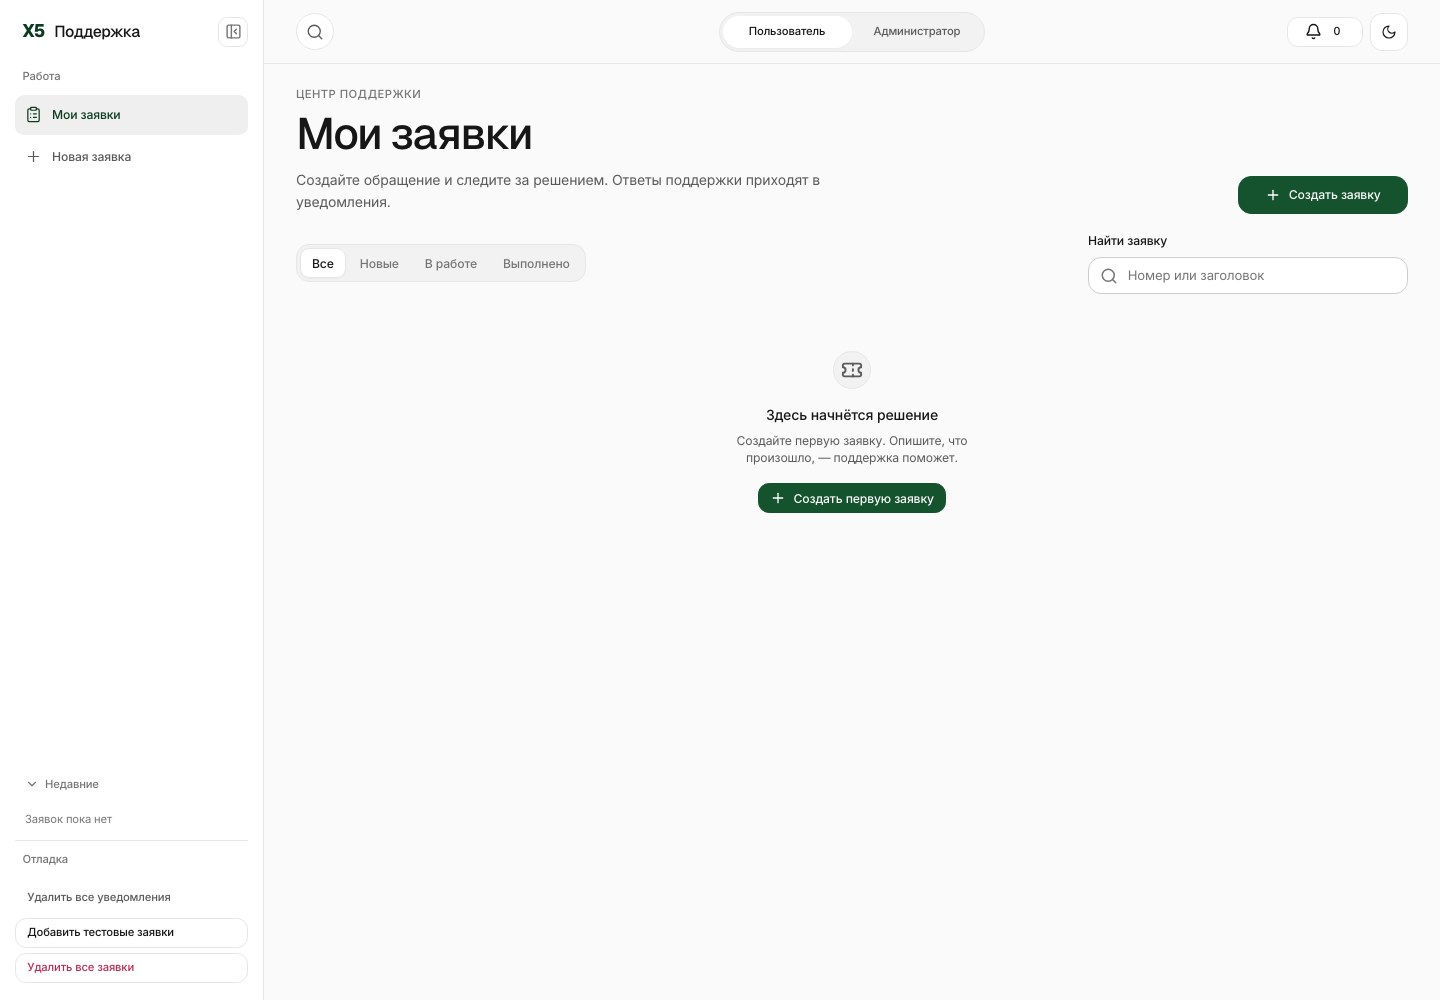 X5 Поддержка
Работа
Мои заявки
Новая заявка
Недавние
Заявок пока нет
Отладка
Удалить все уведомления
Добавить тестовые заявки
Удалить все заявки
Пользователь
Администратор
0
ЦЕНТР ПОДДЕРЖКИ
Мои заявки
Создайте обращение и следите за решением. Ответы поддержки приходят в
уведомления.
Создать заявку
Все
Новые
В работе
Выполнено
Найти заявку
Номер или заголовок
Здесь начнётся решение
Создайте первую заявку. Опишите, что
произошло, — поддержка поможет.
Создать первую заявку